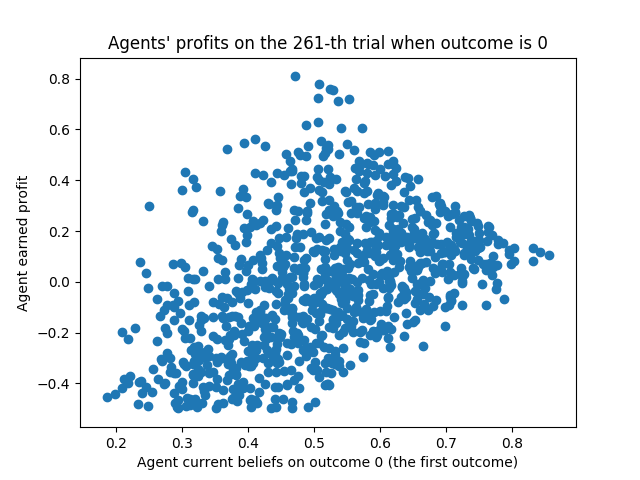 Agents' profits on the 261-th trial when outcome is 0
0.8
0.6
0.4
0.2
0.0
−0.2
−0.4
Agent earned profit
0.2 0.3 0.4 0.5 0.6 0.7 0.8
Agent current beliefs on outcome 0 (the first outcome)